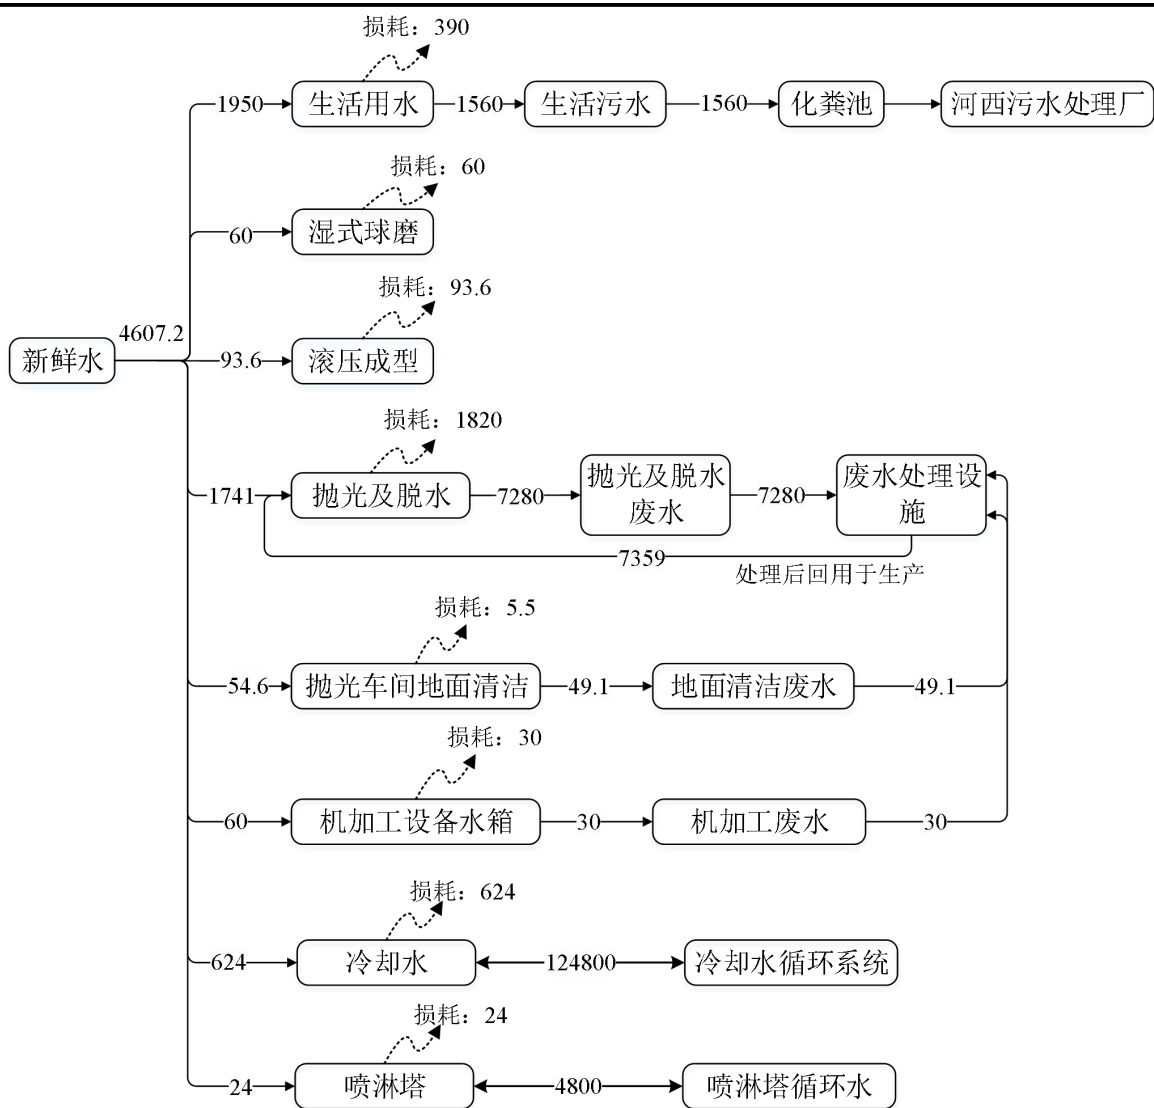 损耗：390
1950
生活用水
1560
生活污水
1560
化粪池
河西污水处理厂
损耗：60
60
湿式球磨
损耗：93.6
新鲜水
4607.2
93.6
滚压成型
损耗：1820
1741
抛光及脱水
7280
抛光及脱水
废水
7280
废水处理设
施
7359
处理后回用于生产
损耗：5.5
54.6
抛光车间地面清洁
49.1
地面清洁废水
49.1
损耗：30
60
机加工设备水箱
30
机加工废水
30
损耗：624
624
冷却水
124800
冷却水循环系统
损耗：24
24
喷淋塔
4800
喷淋塔循环水